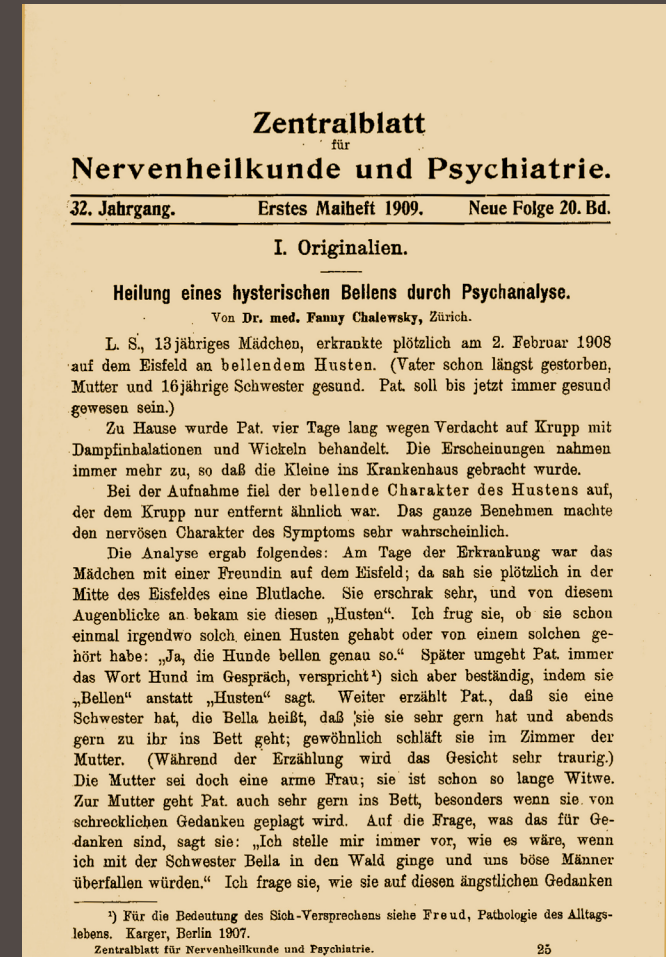 Zentralblatt
für
Nervenheilkunde und Psychiatrie.
32. Jahrgang. Erstes Maiheft 1909. Neue Folge 20. Bd.
I. Originalien.
Heilung eines hysterischen Bellens durch Psychanalyse.
Von Dr. med. Fanny Chalewsky, Zürich.
L. S., 13jähriges Mädchen, erkrankte plötzlich am 2. Februar 1908
auf dem Eisfeld an bellendem Husten. (Vater schon längst gestorben,
Mutter und 16jährige Schwester gesund. Pat. soll bis jetzt immer gesund
gewesen sein.)
Zu Hause wurde Pat. vier Tage lang wegen Verdacht auf Krupp mit
Dampfinhalationen und Wickeln behandelt. Die Erscheinungen nahmen
immer mehr zu, so daß die Kleine ins Krankenhaus gebracht wurde.
Bei der Aufnahme fiel der bellende Charakter des Hustens auf,
der dem Krupp nur entfernt ähnlich war. Das ganze Benehmen machte
den nervösen Charakter des Symptoms sehr wahrscheinlich.
Die Analyse ergab folgendes: Am Tage der Erkrankung war das
Mädchen mit einer Freundin auf dem Eisfeld; da sah sie plötzlich in der
Mitte des Eisfeldes eine Blutlache. Sie erschrak sehr, und von diesem
Augenblicke an bekam sie diesen „Husten“. Ich frug sie, ob sie schon
einmal irgendwo solch einen Husten gehabt oder von einem solchen ge-
hört habe: „Ja, die Hunde bellen genau so.“ Später umgeht Pat. immer
das Wort Hund im Gespräch, verspricht¹) sich aber beständig, indem sie
„Bellen“ anstatt „Husten“ sagt. Weiter erzählt Pat., daß sie eine
Schwester hat, die Bella heißt, daß sie sie sehr gern hat und abends
gern zu ihr ins Bett geht; gewöhnlich schläft sie im Zimmer der
Mutter. (Während der Erzählung wird das Gesicht sehr traurig.)
Die Mutter sei doch eine arme Frau; sie ist schon so lange Witwe.
Zur Mutter geht Pat. auch sehr gern ins Bett, besonders wenn sie von
schrecklichen Gedanken geplagt wird. Auf die Frage, was das für Ge-
danken sind, sagt sie: „Ich stelle mir immer vor, wie es wäre, wenn
ich mit der Schwester Bella in den Wald ginge und uns böse Männer
überfallen würden.“ Ich frage sie, wie sie auf diesen ängstlichen Gedanken
¹) Für die Bedeutung des Sich-Versprechens siehe Freud, Pathologie des Alltags-
lebens. Karger, Berlin 1907.
Zentralblatt für Nervenheilkunde und Psychiatrie. 25